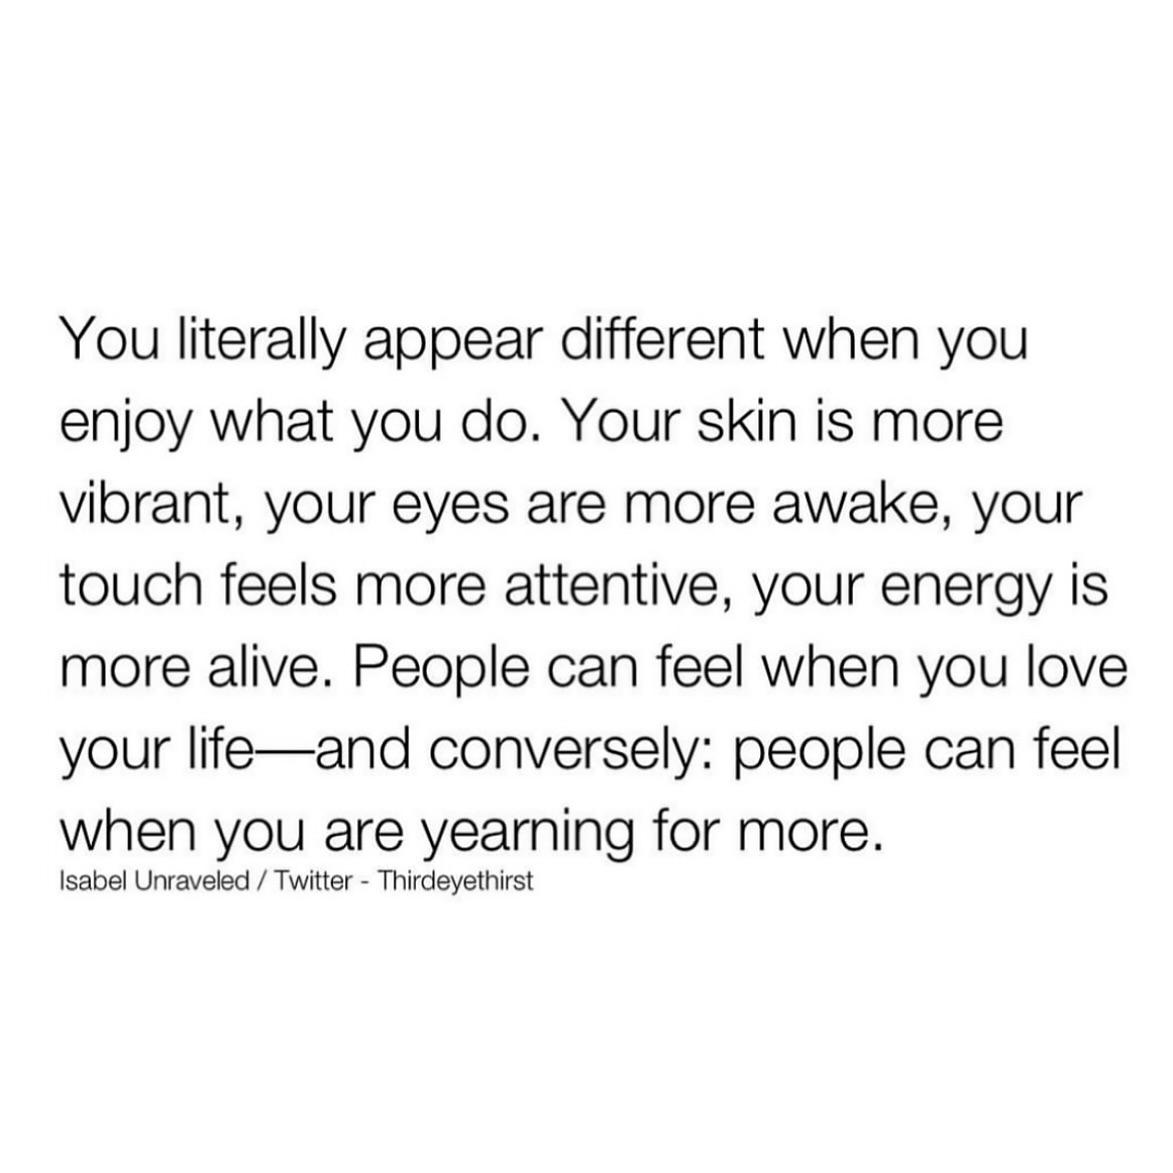 You literally appear different when you
enjoy what you do. Your skin is more
vibrant, your eyes are more awake, your
touch feels more attentive, your energy is
more alive. People can feel when you love
your life—and conversely: people can feel
when you are yearning for more.
Isabel Unraveled / Twitter - Thirdeyethirst